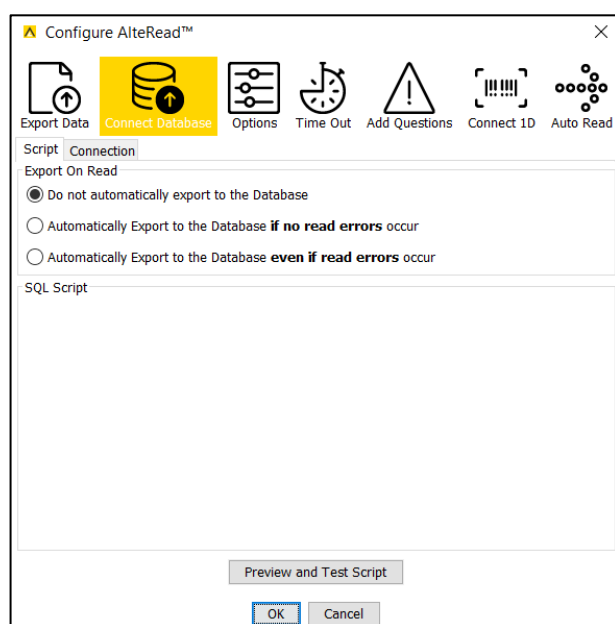 Configure AlteRead™
Export Data Connect Database Options Time Out Add Questions Connect 1D Auto Read
Script Connection
Export On Read
Do not automatically export to the Database
Automatically Export to the Database if no read errors occur
Automatically Export to the Database even if read errors occur
SQL Script
Preview and Test Script
OK Cancel